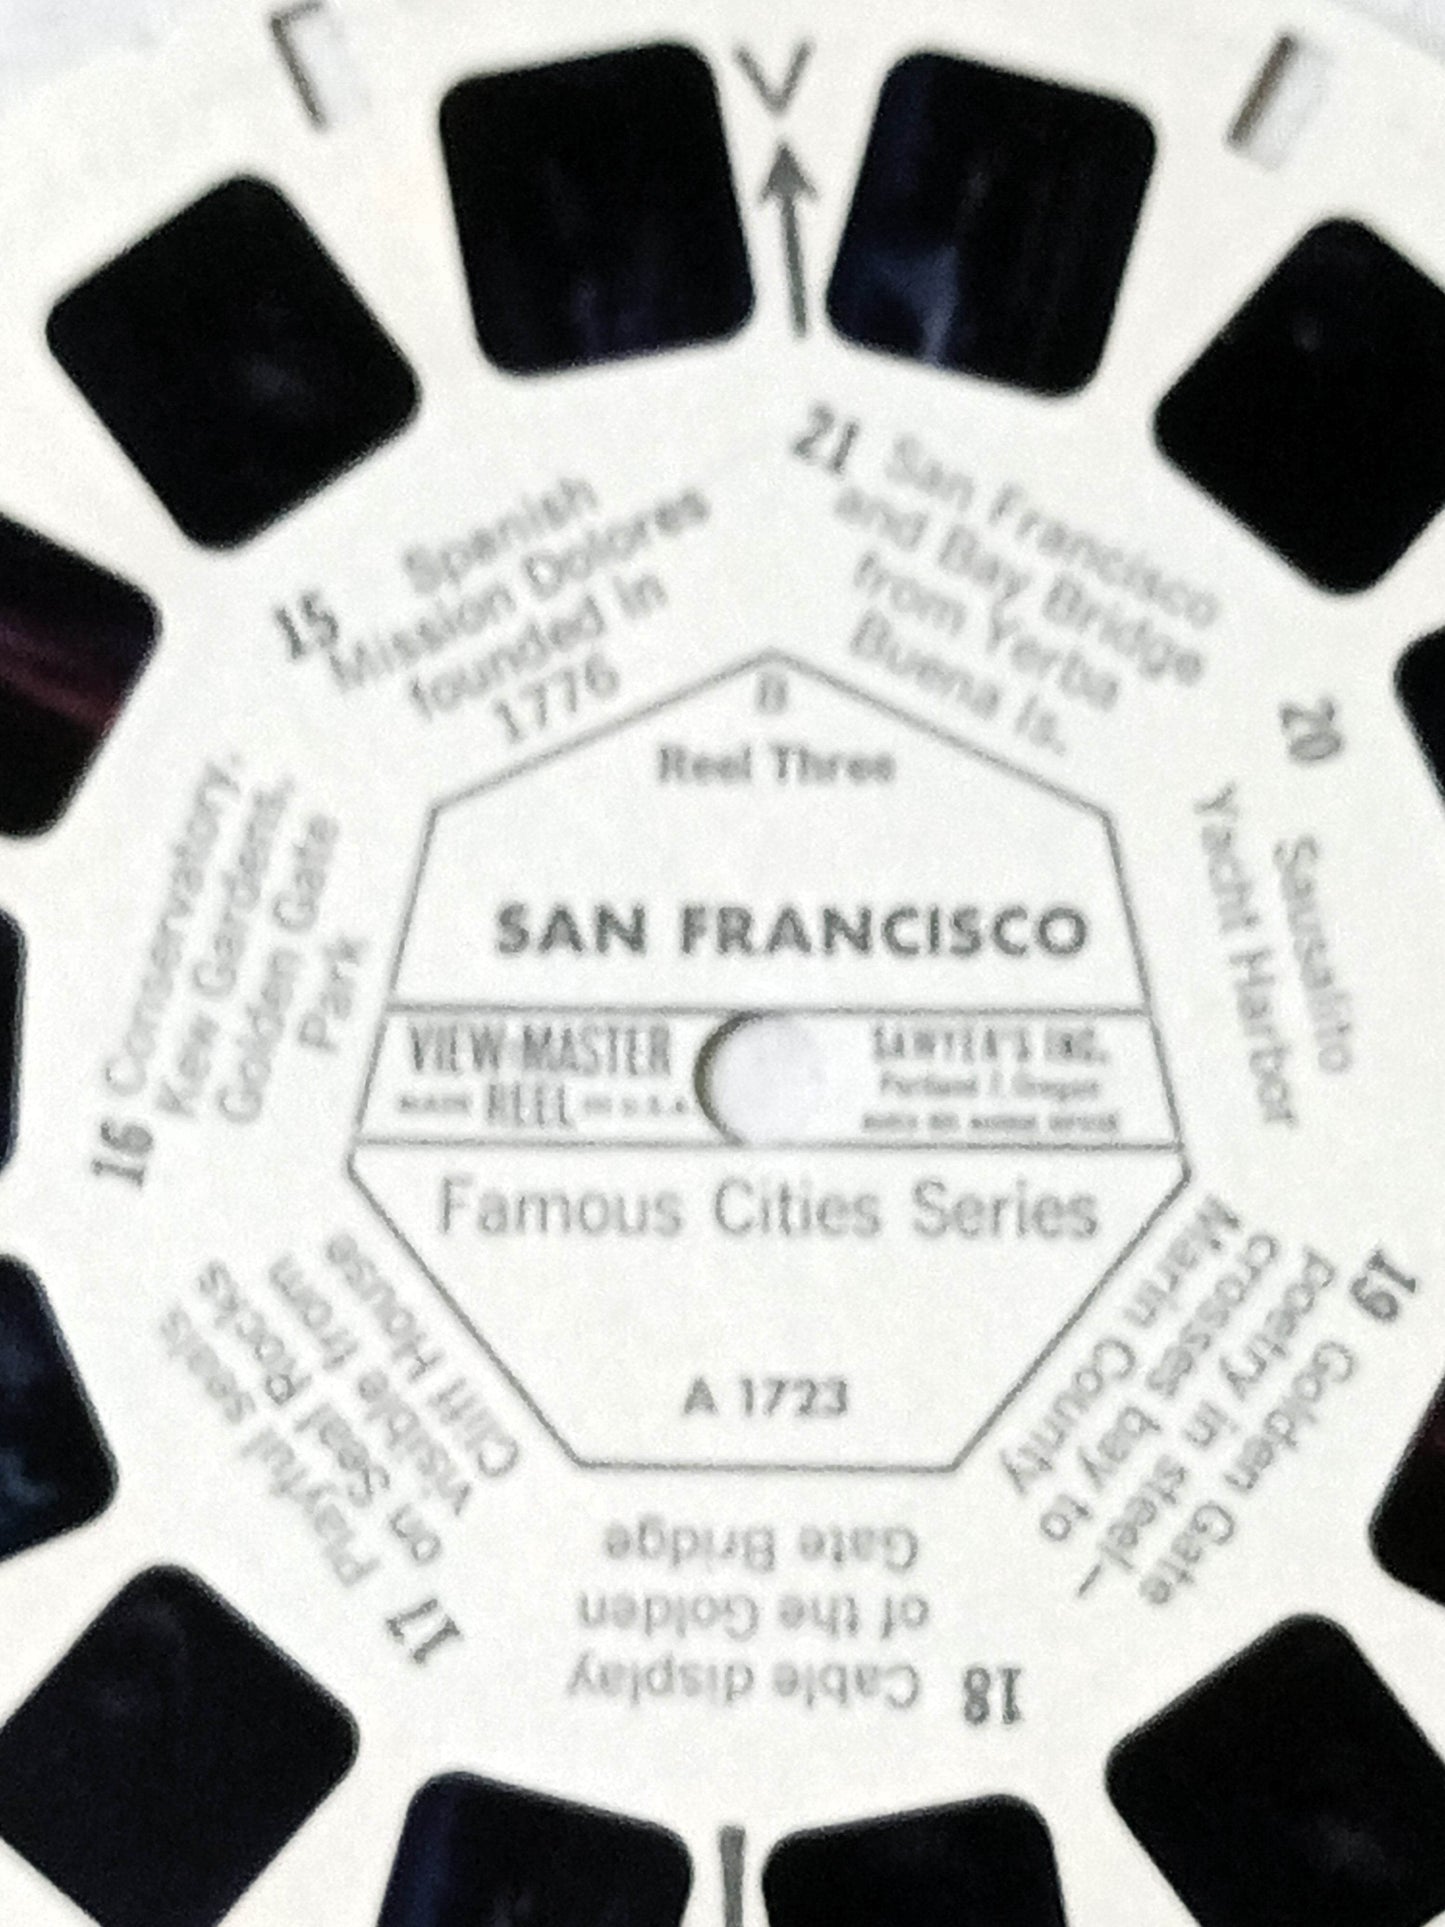 V
B
Reel Three
SAN FRANCISCO
VIEW-MASTER
MADE REEL IN U.S.A.
SAWYER'S INC.
Portland 7, Oregon
Famous Cities Series
A 1723
15 Spanish
Mission Dolores
founded in
1776
16 Conservatory,
Kew Gardens,
Golden Gate
Park
17 Playful seals
on Seal Rocks
visible from
Cliff House
18 Cable display
of the Golden
Gate Bridge
19 Golden Gate
poetry in steel—
crosses bay to
Marin County
20 Sausalito
Yacht Harbor
21 San Francisco
and Bay Bridge
from Yerba
Buena Is.